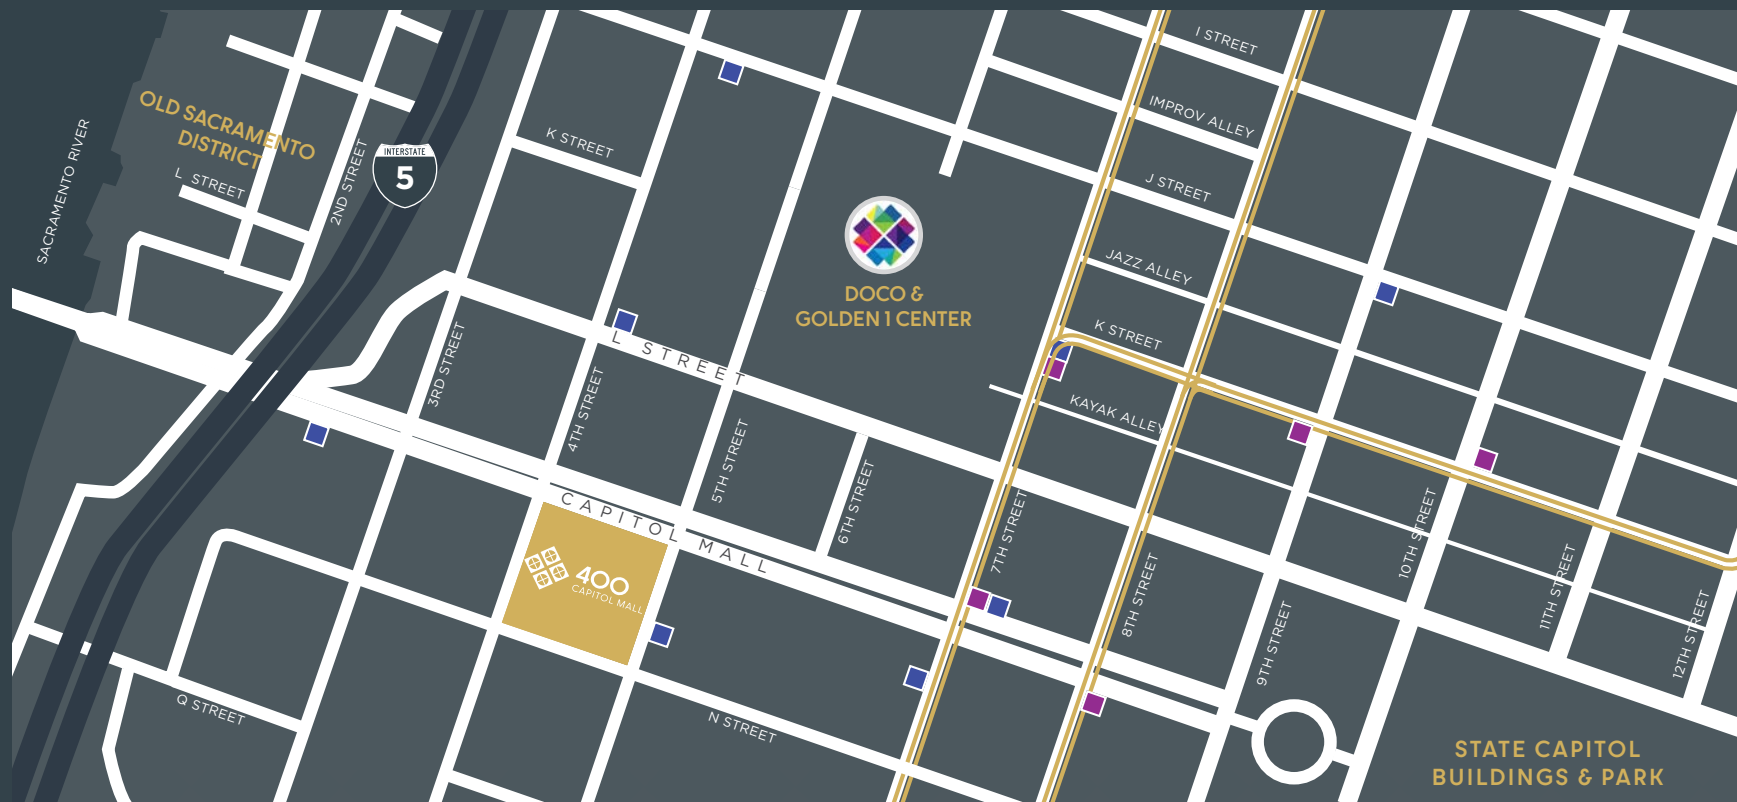 I STREET
OLD SACRAMENTO
DISTRICT
IMPROV ALLEY
K STREET
INTERSTATE
5
SACRAMENTO RIVER
L STREET
2ND STREET
J STREET
JAZZ ALLEY
DOCO &
GOLDEN 1 CENTER
K STREET
L STREET
3RD STREET
4TH STREET
KAYAK ALLEY
5TH STREET
6TH STREET
CAPITOL MALL
7TH STREET
10TH STREET
400
CAPITOL MALL
8TH STREET
11TH STREET
9TH STREET
12TH STREET
Q STREET
N STREET
STATE CAPITOL
BUILDINGS & PARK